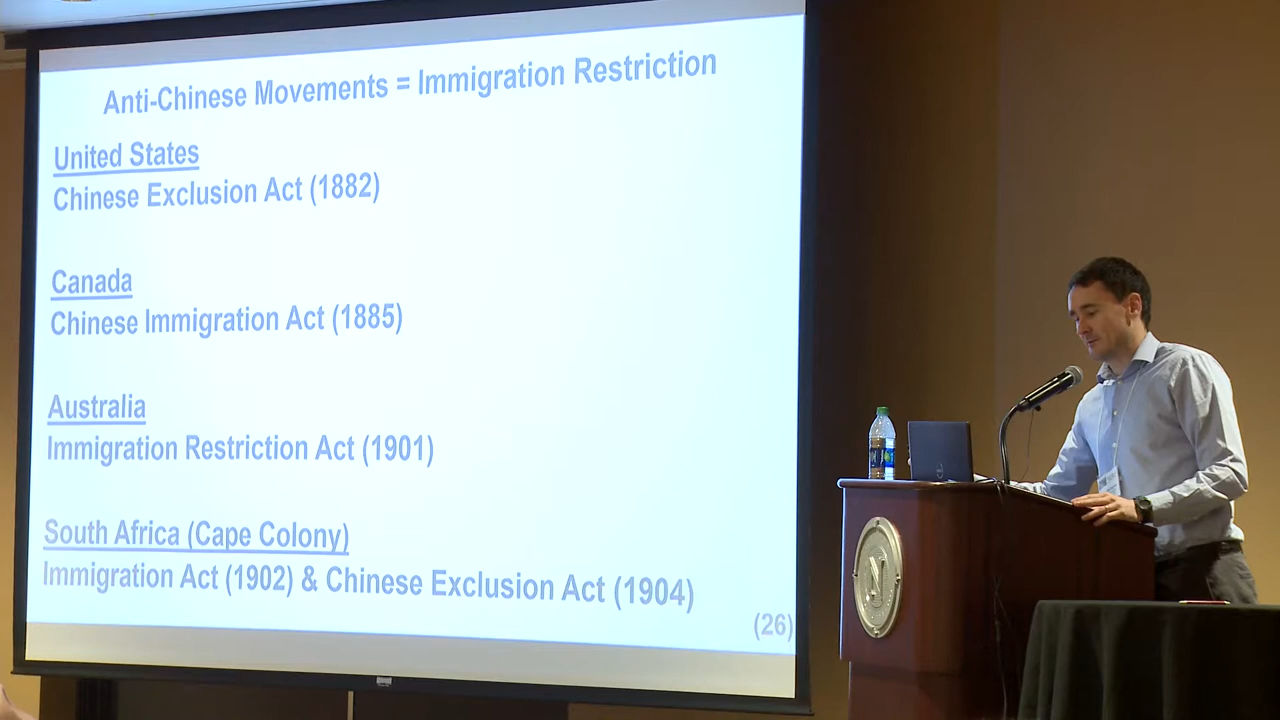 Anti-Chinese Movements = Immigration Restriction
United States
Chinese Exclusion Act (1882)
Canada
Chinese Immigration Act (1885)
Australia
Immigration Restriction Act (1901)
South Africa (Cape Colony)
Immigration Act (1902) & Chinese Exclusion Act (1904)
(26)
N